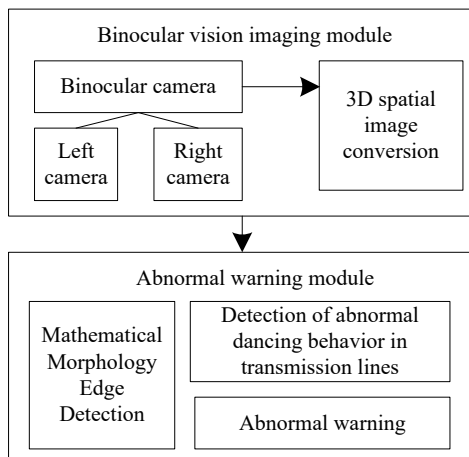 Binocular vision imaging module
Binocular camera
Left
camera
Right
camera
3D spatial
image
conversion
Abnormal warning module
Mathematical
Morphology
Edge
Detection
Detection of abnormal
dancing behavior in
transmission lines
Abnormal warning